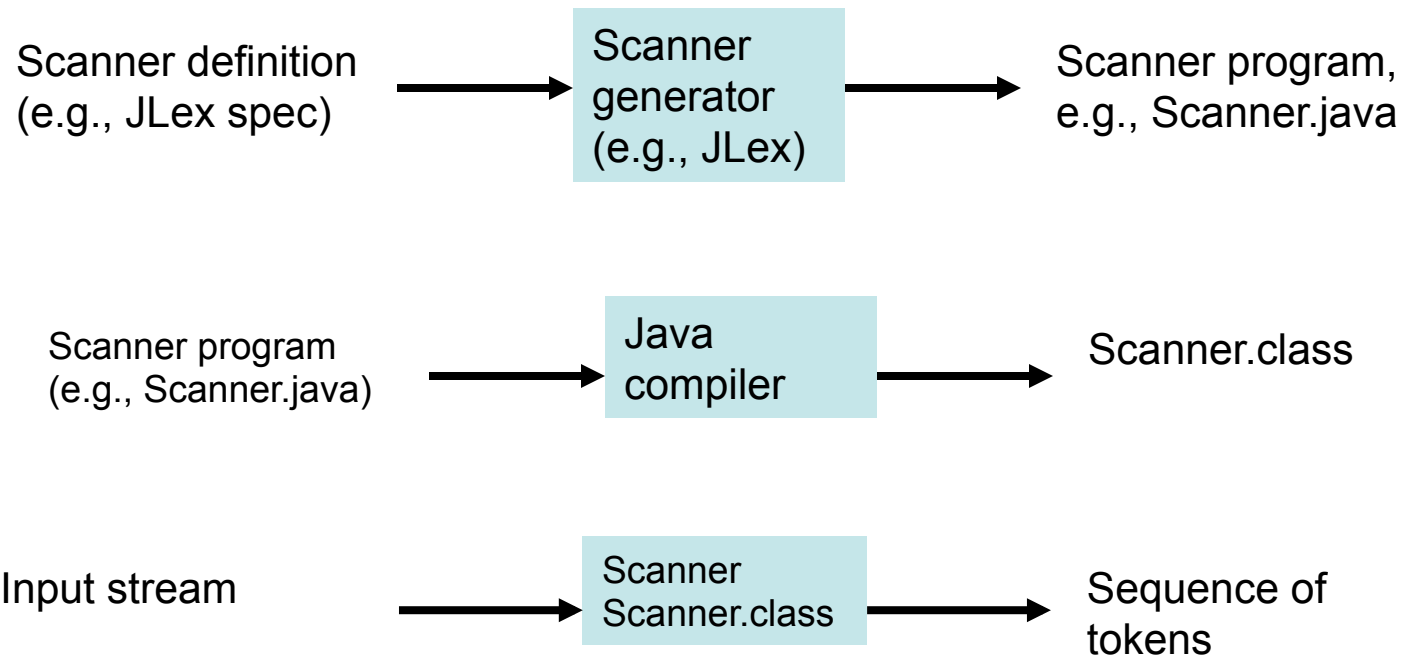 Scanner definition
(e.g., JLex spec)
Scanner
generator
(e.g., JLex)
Scanner program,
e.g., Scanner.java
Scanner program
(e.g., Scanner.java)
Java
compiler
Scanner.class
Input stream
Scanner
Scanner.class
Sequence of
tokens